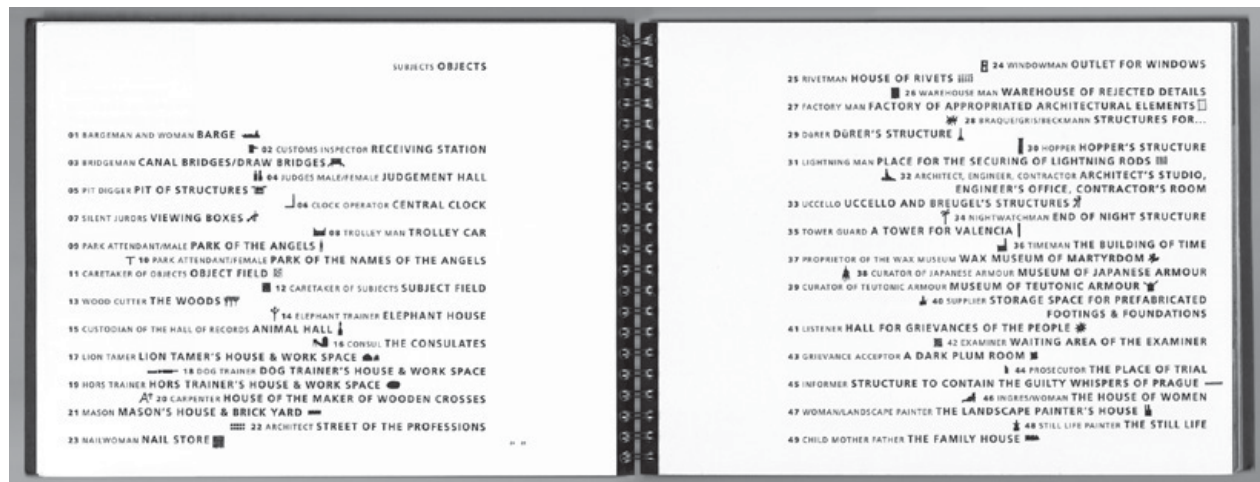 SUBJECTS OBJECTS
01 BARGEMAN AND WOMAN BARGE
02 CUSTOMS INSPECTOR RECEIVING STATION
03 BRIDGEMAN CANAL BRIDGES/DRAW BRIDGES
04 JUDGES MALE/FEMALE JUDGEMENT HALL
05 PIT DIGGER PIT OF STRUCTURES
06 CLOCK OPERATOR CENTRAL CLOCK
07 SILENT JURORS VIEWING BOXES
08 TROLLEY MAN TROLLEY CAR
09 PARK ATTENDANT/MALE PARK OF THE ANGELS
10 PARK ATTENDANT/FEMALE PARK OF THE NAMES OF THE ANGELS
11 CARETAKER OF OBJECTS OBJECT FIELD
12 CARETAKER OF SUBJECTS SUBJECT FIELD
13 WOOD CUTTER THE WOODS
14 ELEPHANT TRAINER ELEPHANT HOUSE
15 CUSTODIAN OF THE HALL OF RECORDS ANIMAL HALL
16 CONSUL THE CONSULATES
17 LION TAMER LION TAMER'S HOUSE & WORK SPACE
18 DOG TRAINER DOG TRAINER'S HOUSE & WORK SPACE
19 HORS TRAINER HORS TRAINER'S HOUSE & WORK SPACE
20 CARPENTER HOUSE OF THE MAKER OF WOODEN CROSSES
21 MASON MASON'S HOUSE & BRICK YARD
22 ARCHITECT STREET OF THE PROFESSIONS
23 NAILWOMAN NAIL STORE
24 WINDOWMAN OUTLET FOR WINDOWS
25 RIVETMAN HOUSE OF RIVETS
26 WAREHOUSE MAN WAREHOUSE OF REJECTED DETAILS
27 FACTORY MAN FACTORY OF APPROPRIATED ARCHITECTURAL ELEMENTS
28 BRAQUE/GRIS/BECKMANN STRUCTURES FOR...
29 DüRER DüRER'S STRUCTURE
30 HOPPER HOPPER'S STRUCTURE
31 LIGHTNING MAN PLACE FOR THE SECURING OF LIGHTNING RODS
32 ARCHITECT, ENGINEER, CONTRACTOR ARCHITECT'S STUDIO,
ENGINEER'S OFFICE, CONTRACTOR'S ROOM
33 UCCELLO UCCELLO AND BREUGEL'S STRUCTURES
34 NIGHTWATCHMAN END OF NIGHT STRUCTURE
35 TOWER GUARD A TOWER FOR VALENCIA
36 TIMEMAN THE BUILDING OF TIME
37 PROPRIETOR OF THE WAX MUSEUM WAX MUSEUM OF MARTYRDOM
38 CURATOR OF JAPANESE ARMOUR MUSEUM OF JAPANESE ARMOUR
39 CURATOR OF TEUTONIC ARMOUR MUSEUM OF TEUTONIC ARMOUR
40 SUPPLIER STORAGE SPACE FOR PREFABRICATED
FOOTINGS & FOUNDATIONS
41 LISTENER HALL FOR GRIEVANCES OF THE PEOPLE
42 EXAMINER WAITING AREA OF THE EXAMINER
43 GRIEVANCE ACCEPTOR A DARK PLUM ROOM
44 PROSECUTOR THE PLACE OF TRIAL
45 INFORMER STRUCTURE TO CONTAIN THE GUILTY WHISPERS OF PRAGUE
46 INGRES/WOMAN THE HOUSE OF WOMEN
47 WOMAN/LANDSCAPE PAINTER THE LANDSCAPE PAINTER'S HOUSE
48 STILL LIFE PAINTER THE STILL LIFE
49 CHILD MOTHER FATHER THE FAMILY HOUSE